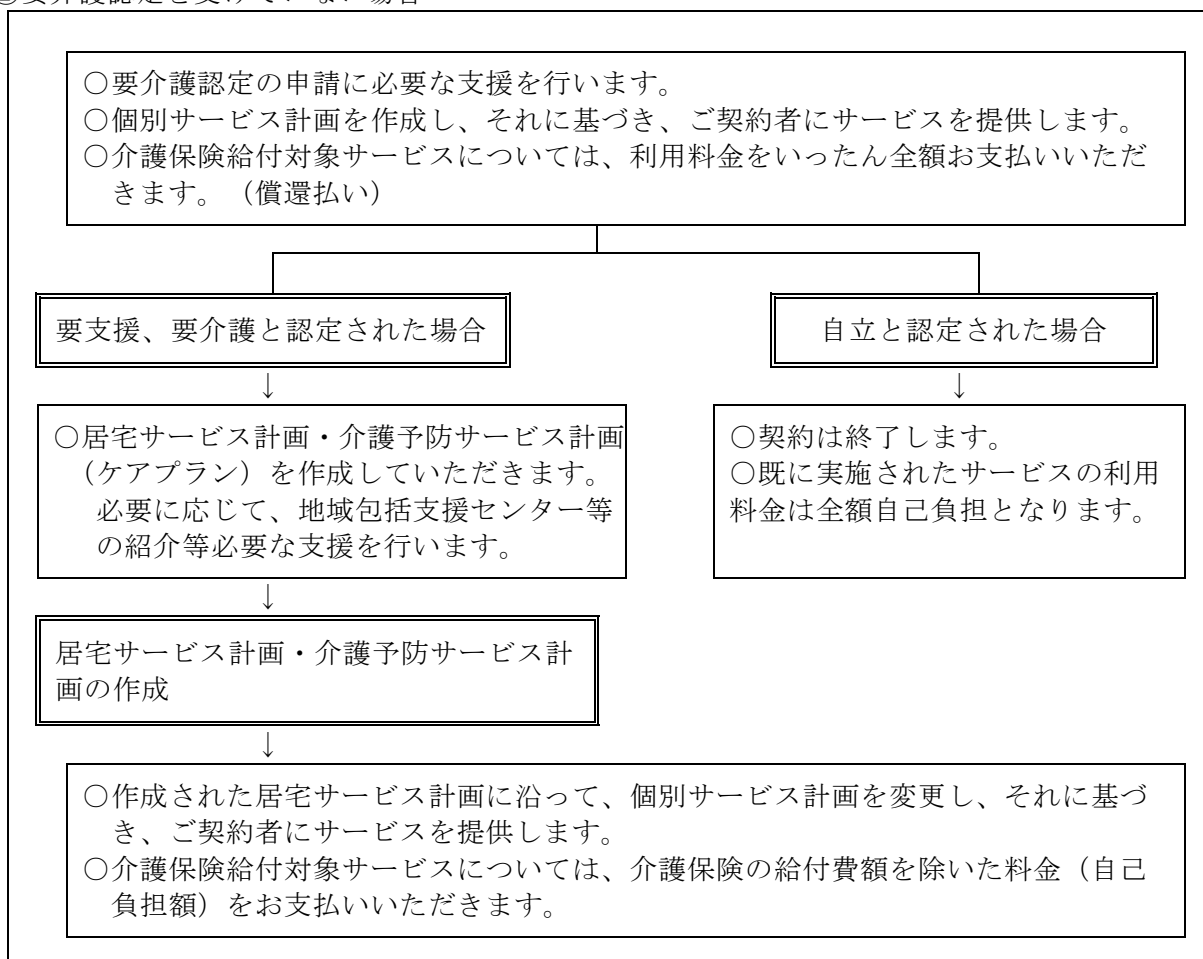 要介護認定を受けていない場合
○要介護認定の申請に必要な支援を行います。
○個別サービス計画を作成し、それに基づき、ご契約者にサービスを提供します。
○介護保険給付対象サービスについては、利用料金をいったん全額お支払いいただ
きます。（償還払い）
要支援、要介護と認定された場合
自立と認定された場合
↓
↓
○居宅サービス計画・介護予防サービス計画
（ケアプラン）を作成していただきます。
必要に応じて、地域包括支援センター等
の紹介等必要な支援を行います。
○契約は終了します。
○既に実施されたサービスの利用
料金は全額自己負担となります。
↓
居宅サービス計画・介護予防サービス計
画の作成
↓
○作成された居宅サービス計画に沿って、個別サービス計画を変更し、それに基づ
き、ご契約者にサービスを提供します。
○介護保険給付対象サービスについては、介護保険の給付費額を除いた料金（自己
負担額）をお支払いいただきます。